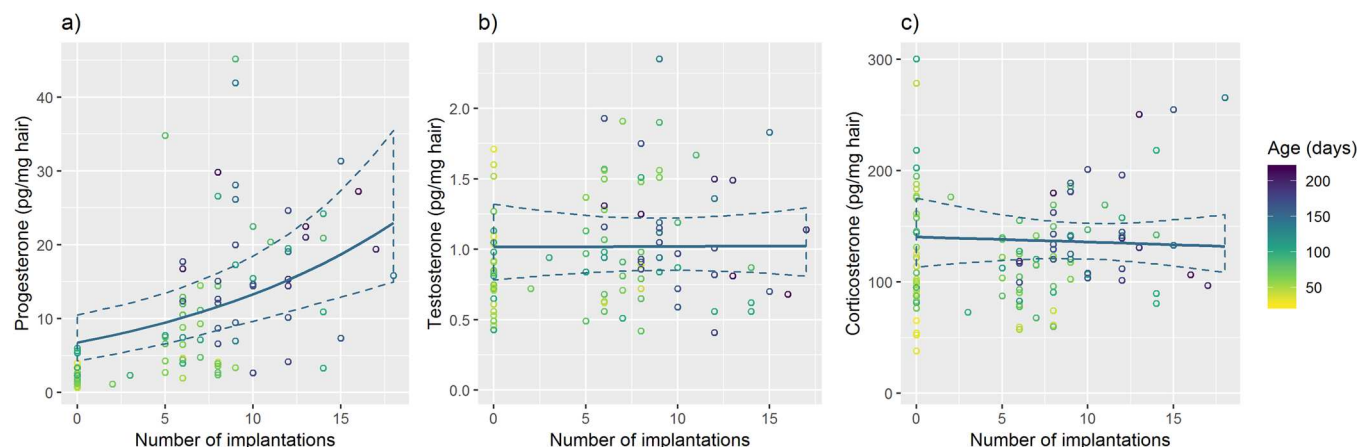 a)
Progesterone (pg/mg hair)
40
30
20
10
0
0 5 10 15
Number of implantations
b)
Testosterone (pg/mg hair)
2.0
1.5
1.0
0.5
0.0
0 5 10 15
Number of implantations
c)
Corticosterone (pg/mg hair)
300
200
100
0
0 5 10 15
Number of implantations
Age (days)
200
150
100
50